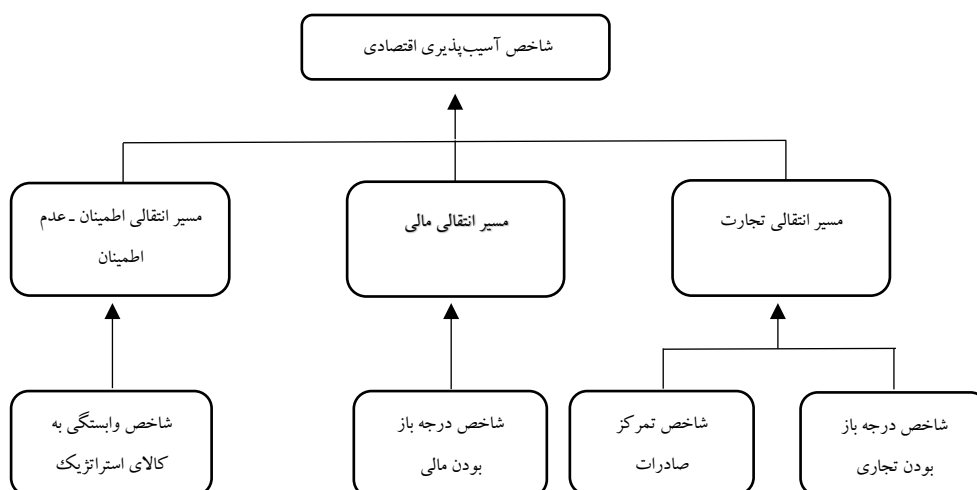 شاخص آسیب‌پذیری اقتصادی
مسیر انتقالی تجارت
مسیر انتقالی مالی
مسیر انتقالی اطمینان ـ عدم
اطمینان
شاخص درجه باز
بودن تجاری
شاخص تمرکز
صادرات
شاخص درجه باز
بودن مالی
شاخص وابستگی به
کالای استراتژیک